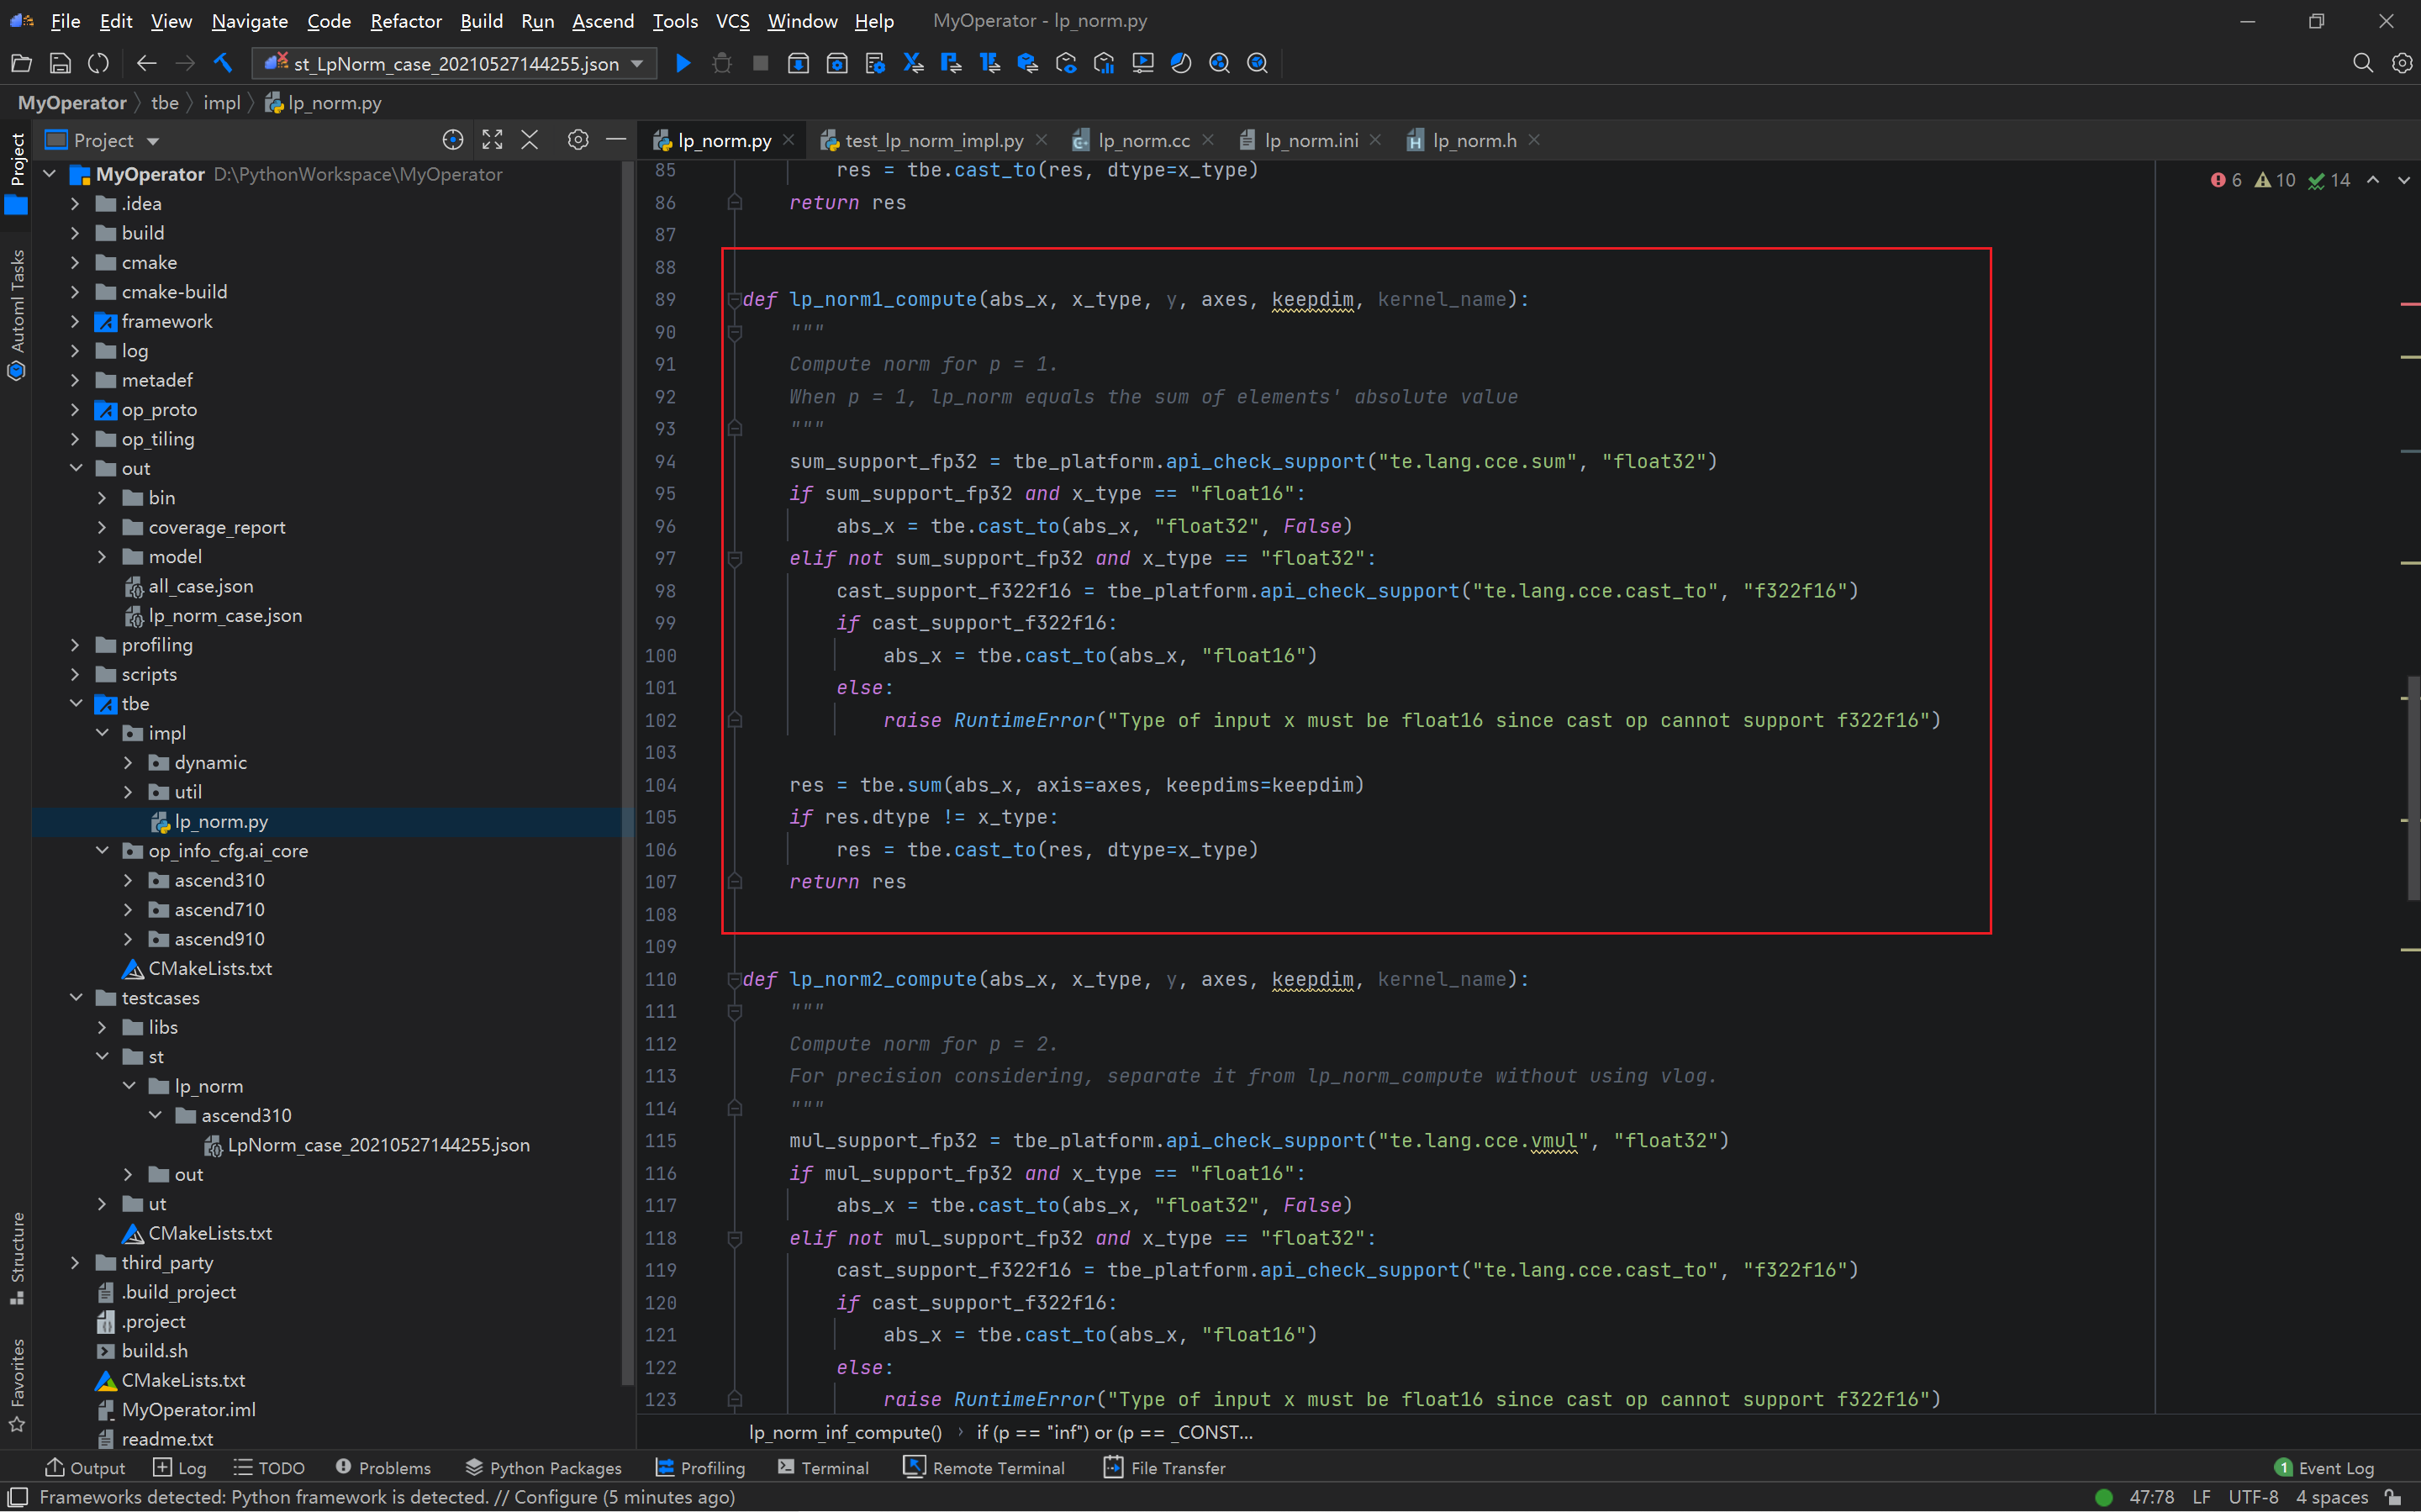 File Edit View Navigate Code Refactor Build Run Ascend Tools VCS Window Help MyOperator - lp_norm.py
st_LpNorm_case_20210527144255.json
MyOperator tbe impl lp_norm.py
Project
Project
Automl Tasks
Structure
Favorites
MyOperator D:\PythonWorkspace\MyOperator
.idea
build
cmake
cmake-build
framework
log
metadef
op_proto
op_tiling
out
bin
coverage_report
model
all_case.json
lp_norm_case.json
profiling
scripts
tbe
impl
dynamic
util
lp_norm.py
op_info_cfg.ai_core
ascend310
ascend710
ascend910
CMakeLists.txt
testcases
libs
st
lp_norm
ascend310
LpNorm_case_20210527144255.json
out
ut
CMakeLists.txt
third_party
.build_project
.project
build.sh
CMakeLists.txt
MyOperator.iml
readme.txt
lp_norm.py test_lp_norm_impl.py lp_norm.cc lp_norm.ini lp_norm.h
6 10 14
85 res = tbe.cast_to(res, dtype=x_type)
86 return res
87
88
89 def lp_norm1_compute(abs_x, x_type, y, axes, keepdim, kernel_name):
90 """
91 Compute norm for p = 1.
92 When p = 1, lp_norm equals the sum of elements' absolute value
93 """
94 sum_support_fp32 = tbe_platform.api_check_support("te.lang.cce.sum", "float32")
95 if sum_support_fp32 and x_type == "float16":
96 abs_x = tbe.cast_to(abs_x, "float32", False)
97 elif not sum_support_fp32 and x_type == "float32":
98 cast_support_f322f16 = tbe_platform.api_check_support("te.lang.cce.cast_to", "f322f16")
99 if cast_support_f322f16:
100 abs_x = tbe.cast_to(abs_x, "float16")
101 else:
102 raise RuntimeError("Type of input x must be float16 since cast op cannot support f322f16")
103
104 res = tbe.sum(abs_x, axis=axes, keepdims=keepdim)
105 if res.dtype != x_type:
106 res = tbe.cast_to(res, dtype=x_type)
107 return res
108
109
110 def lp_norm2_compute(abs_x, x_type, y, axes, keepdim, kernel_name):
111 """
112 Compute norm for p = 2.
113 For precision considering, separate it from lp_norm_compute without using vlog.
114 """
115 mul_support_fp32 = tbe_platform.api_check_support("te.lang.cce.vmul", "float32")
116 if mul_support_fp32 and x_type == "float16":
117 abs_x = tbe.cast_to(abs_x, "float32", False)
118 elif not mul_support_fp32 and x_type == "float32":
119 cast_support_f322f16 = tbe_platform.api_check_support("te.lang.cce.cast_to", "f322f16")
120 if cast_support_f322f16:
121 abs_x = tbe.cast_to(abs_x, "float16")
122 else:
123 raise RuntimeError("Type of input x must be float16 since cast op cannot support f322f16")
lp_norm_inf_compute() › if (p == "inf") or (p == _CONST...
Output Log TODO Problems Python Packages Profiling Terminal Remote Terminal File Transfer 1 Event Log
Frameworks detected: Python framework is detected. // Configure (5 minutes ago) 47:78 LF UTF-8 4 spaces